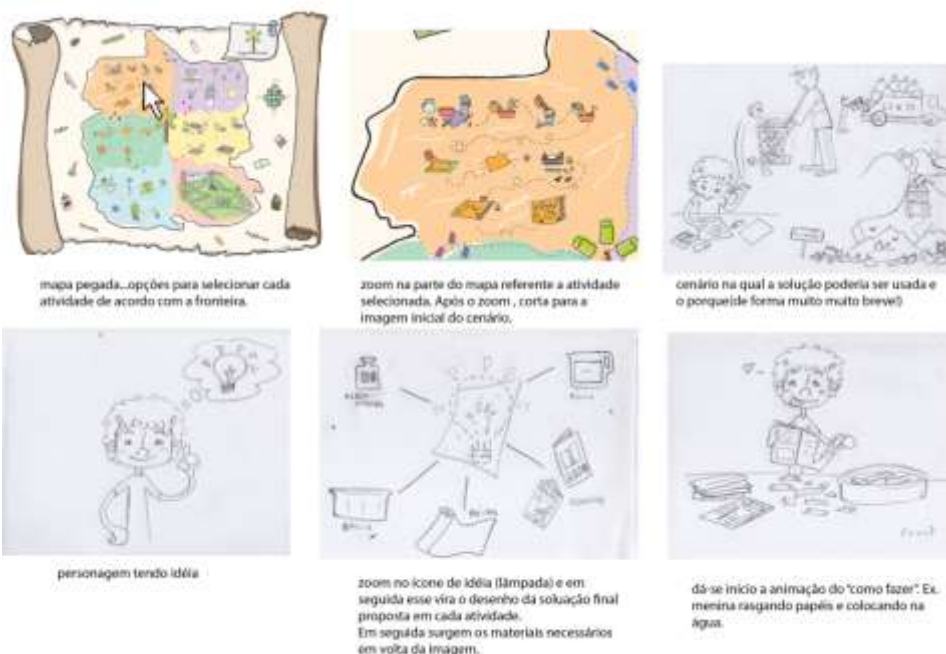 mapa pegada...opções para selecionar cada
atividade de acordo com a fronteira.
zoom na parte do mapa referente a atividade
selecionada. Após o zoom , corta para a
imagem inicial do cenário.
cenário na qual a solução poderia ser usada e
o porque(de forma muito muito breve!)
personagem tendo idéia
zoom no ícone de idéia (lâmpada) e em
seguida esse vira o desenho da soluação final
proposta em cada atividade.
Em seguida surgem os materiais necessários
em volta da imagem.
dá-se inicio a animação do "como fazer". Ex.
menina rasgando papéis e colocando na
água.